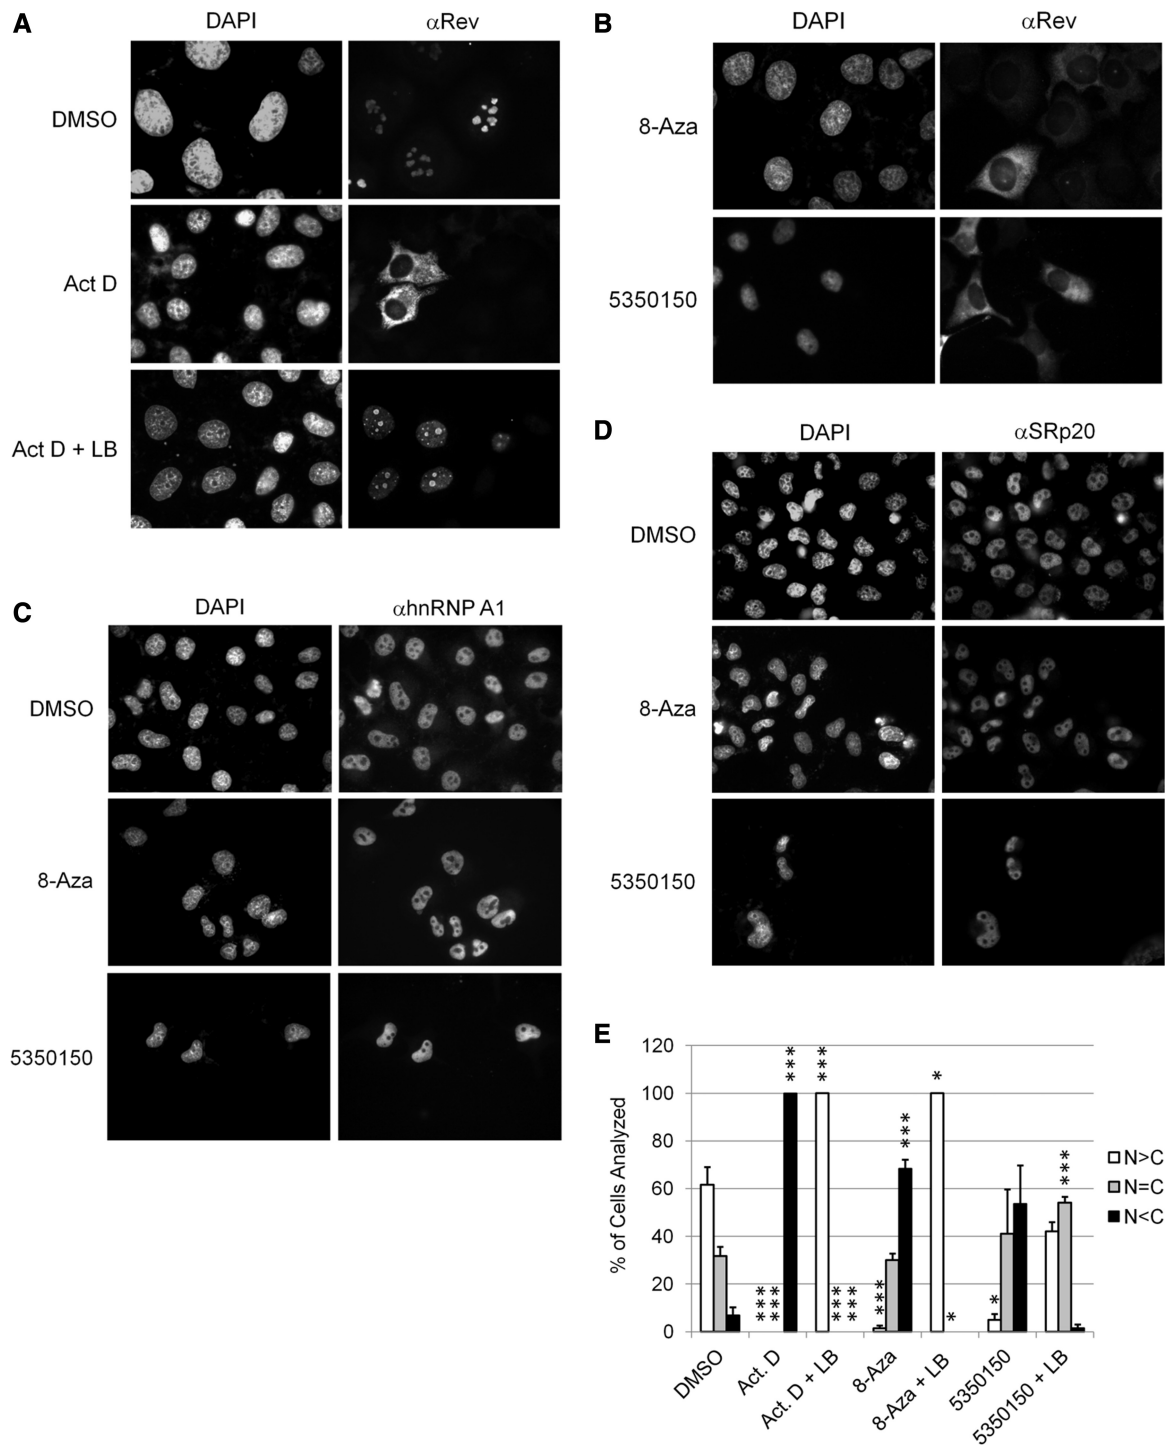 A
DAPI
αRev
DMSO
Act D
Act D + LB
B
DAPI
αRev
8-Aza
5350150
C
DAPI
αhnRNP A1
DMSO
8-Aza
5350150
D
DAPI
αSRp20
DMSO
8-Aza
5350150
E
% of Cells Analyzed
120
100
80
60
40
20
0
***
***
***
***
***
***
***
***
*
*
*
***
N>C
N=C
N<C
DMSO
Act. D
Act. D + LB
8-Aza
8-Aza + LB
5350150
5350150 + LB